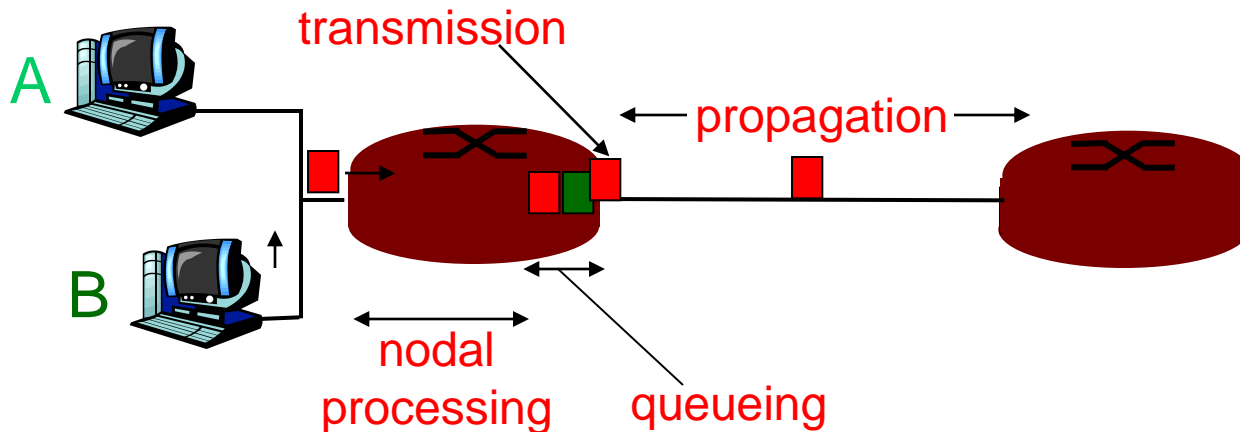 transmission
A
propagation
B
nodal
processing
queueing